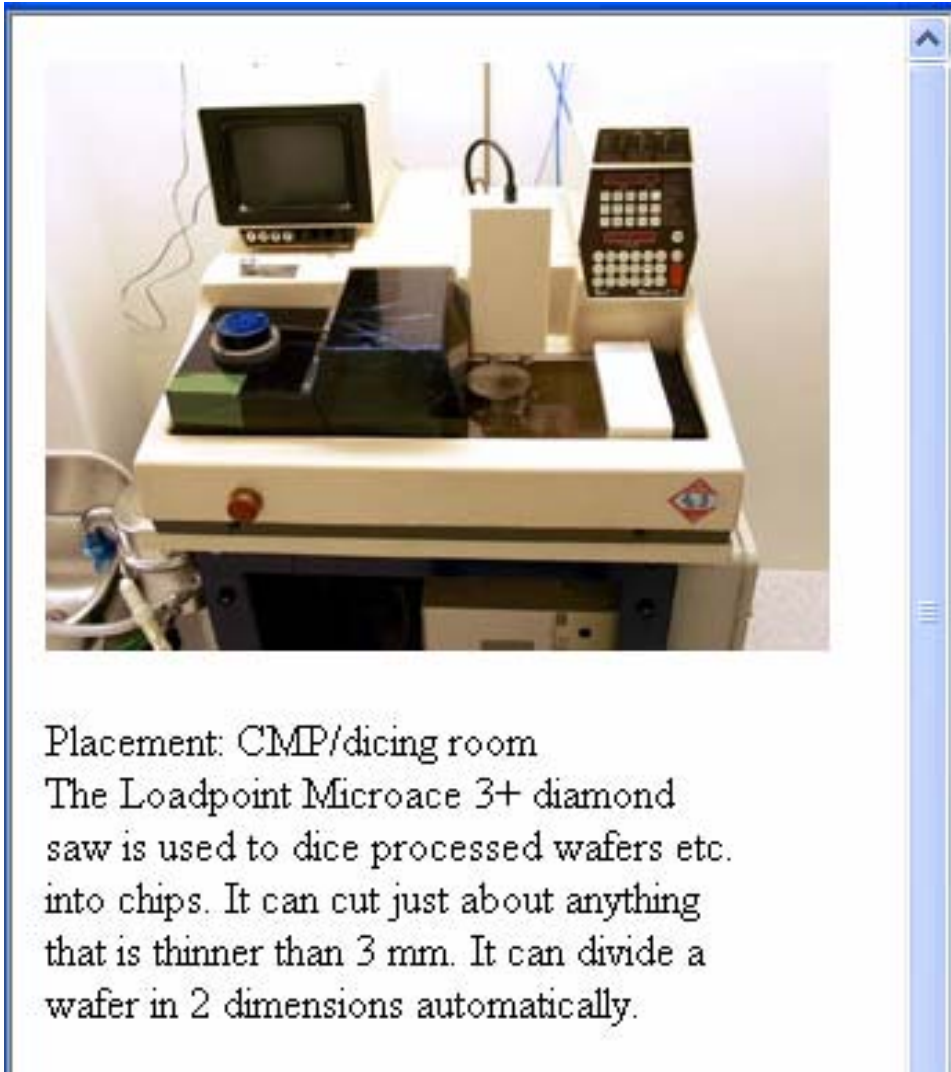 Placement: CMP/dicing room
The Loadpoint Microace 3+ diamond
saw is used to dice processed wafers etc.
into chips. It can cut just about anything
that is thinner than 3 mm. It can divide a
wafer in 2 dimensions automatically.